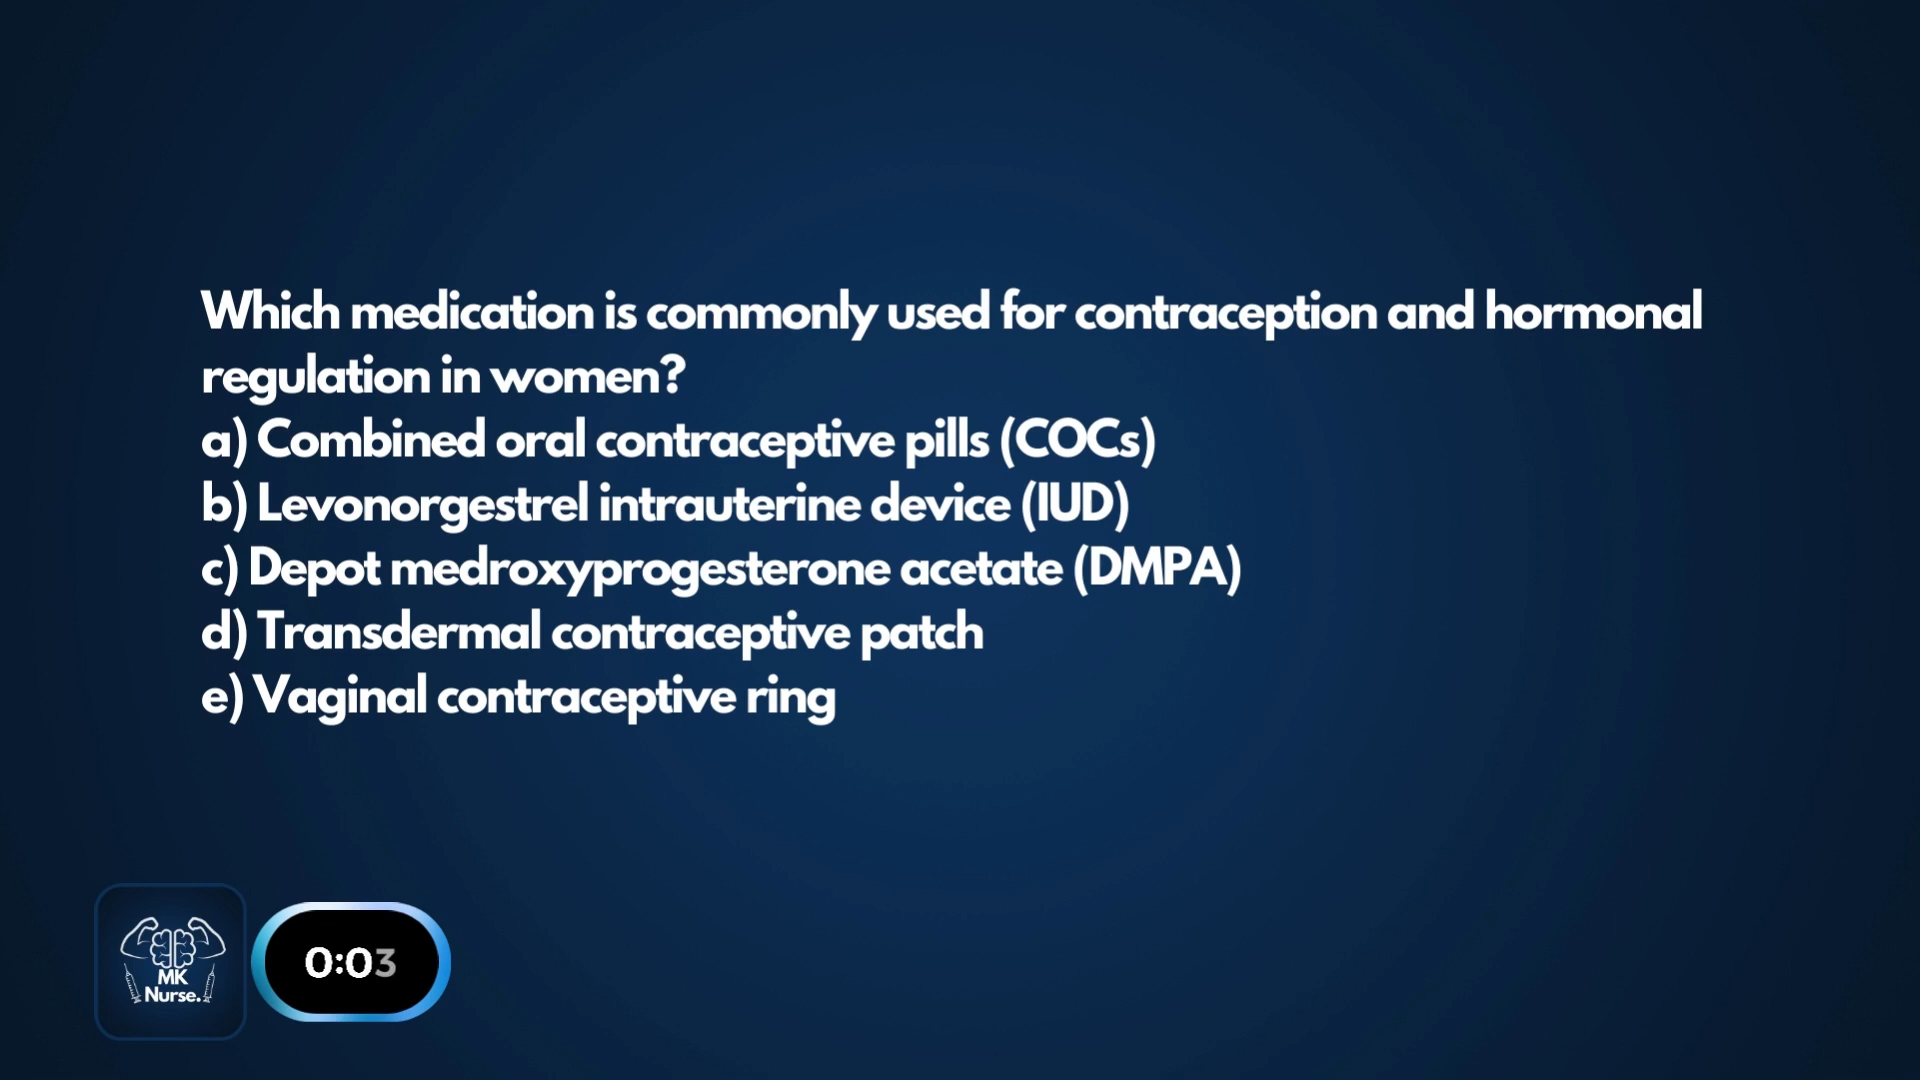 Which medication is commonly used for contraception and hormonal
regulation in women?
a) Combined oral contraceptive pills (COCs)
b) Levonorgestrel intrauterine device (IUD)
c) Depot medroxyprogesterone acetate (DMPA)
d) Transdermal contraceptive patch
e) Vaginal contraceptive ring
MK
Nurse.
0:03